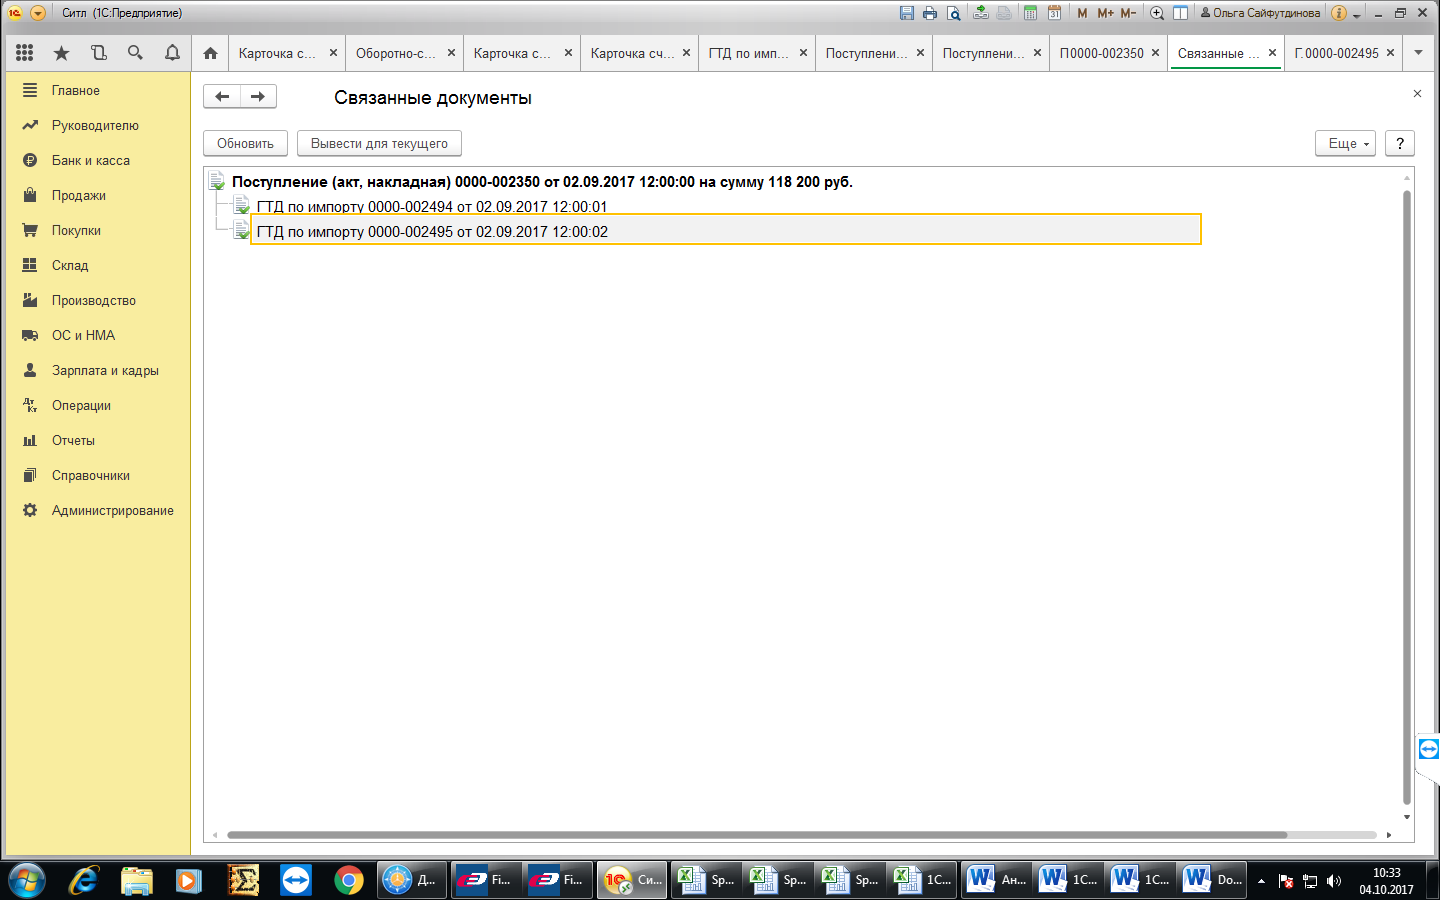 Ситл (1С:Предприятие)
M M+ M-
Ольга Сайфутдинова
Карточка с...
Оборотно-с...
Карточка с...
Карточка сч...
ГТД по имп...
Поступлени...
Поступлени...
П0000-002350
Связанные ...
Г.0000-002495
Главное
Руководителю
Банк и касса
Продажи
Покупки
Склад
Производство
ОС и НМА
Зарплата и кадры
Операции
Отчеты
Справочники
Администрирование
Связанные документы
Обновить
Вывести для текущего
Еще
?
Поступление (акт, накладная) 0000-002350 от 02.09.2017 12:00:00 на сумму 118 200 руб.
ГТД по импорту 0000-002494 от 02.09.2017 12:00:01
ГТД по импорту 0000-002495 от 02.09.2017 12:00:02
Д...
Fi...
Fi...
Си...
Sp...
Sp...
Sp...
1С...
Ан...
1С...
1С...
Do...
10:33
04.10.2017